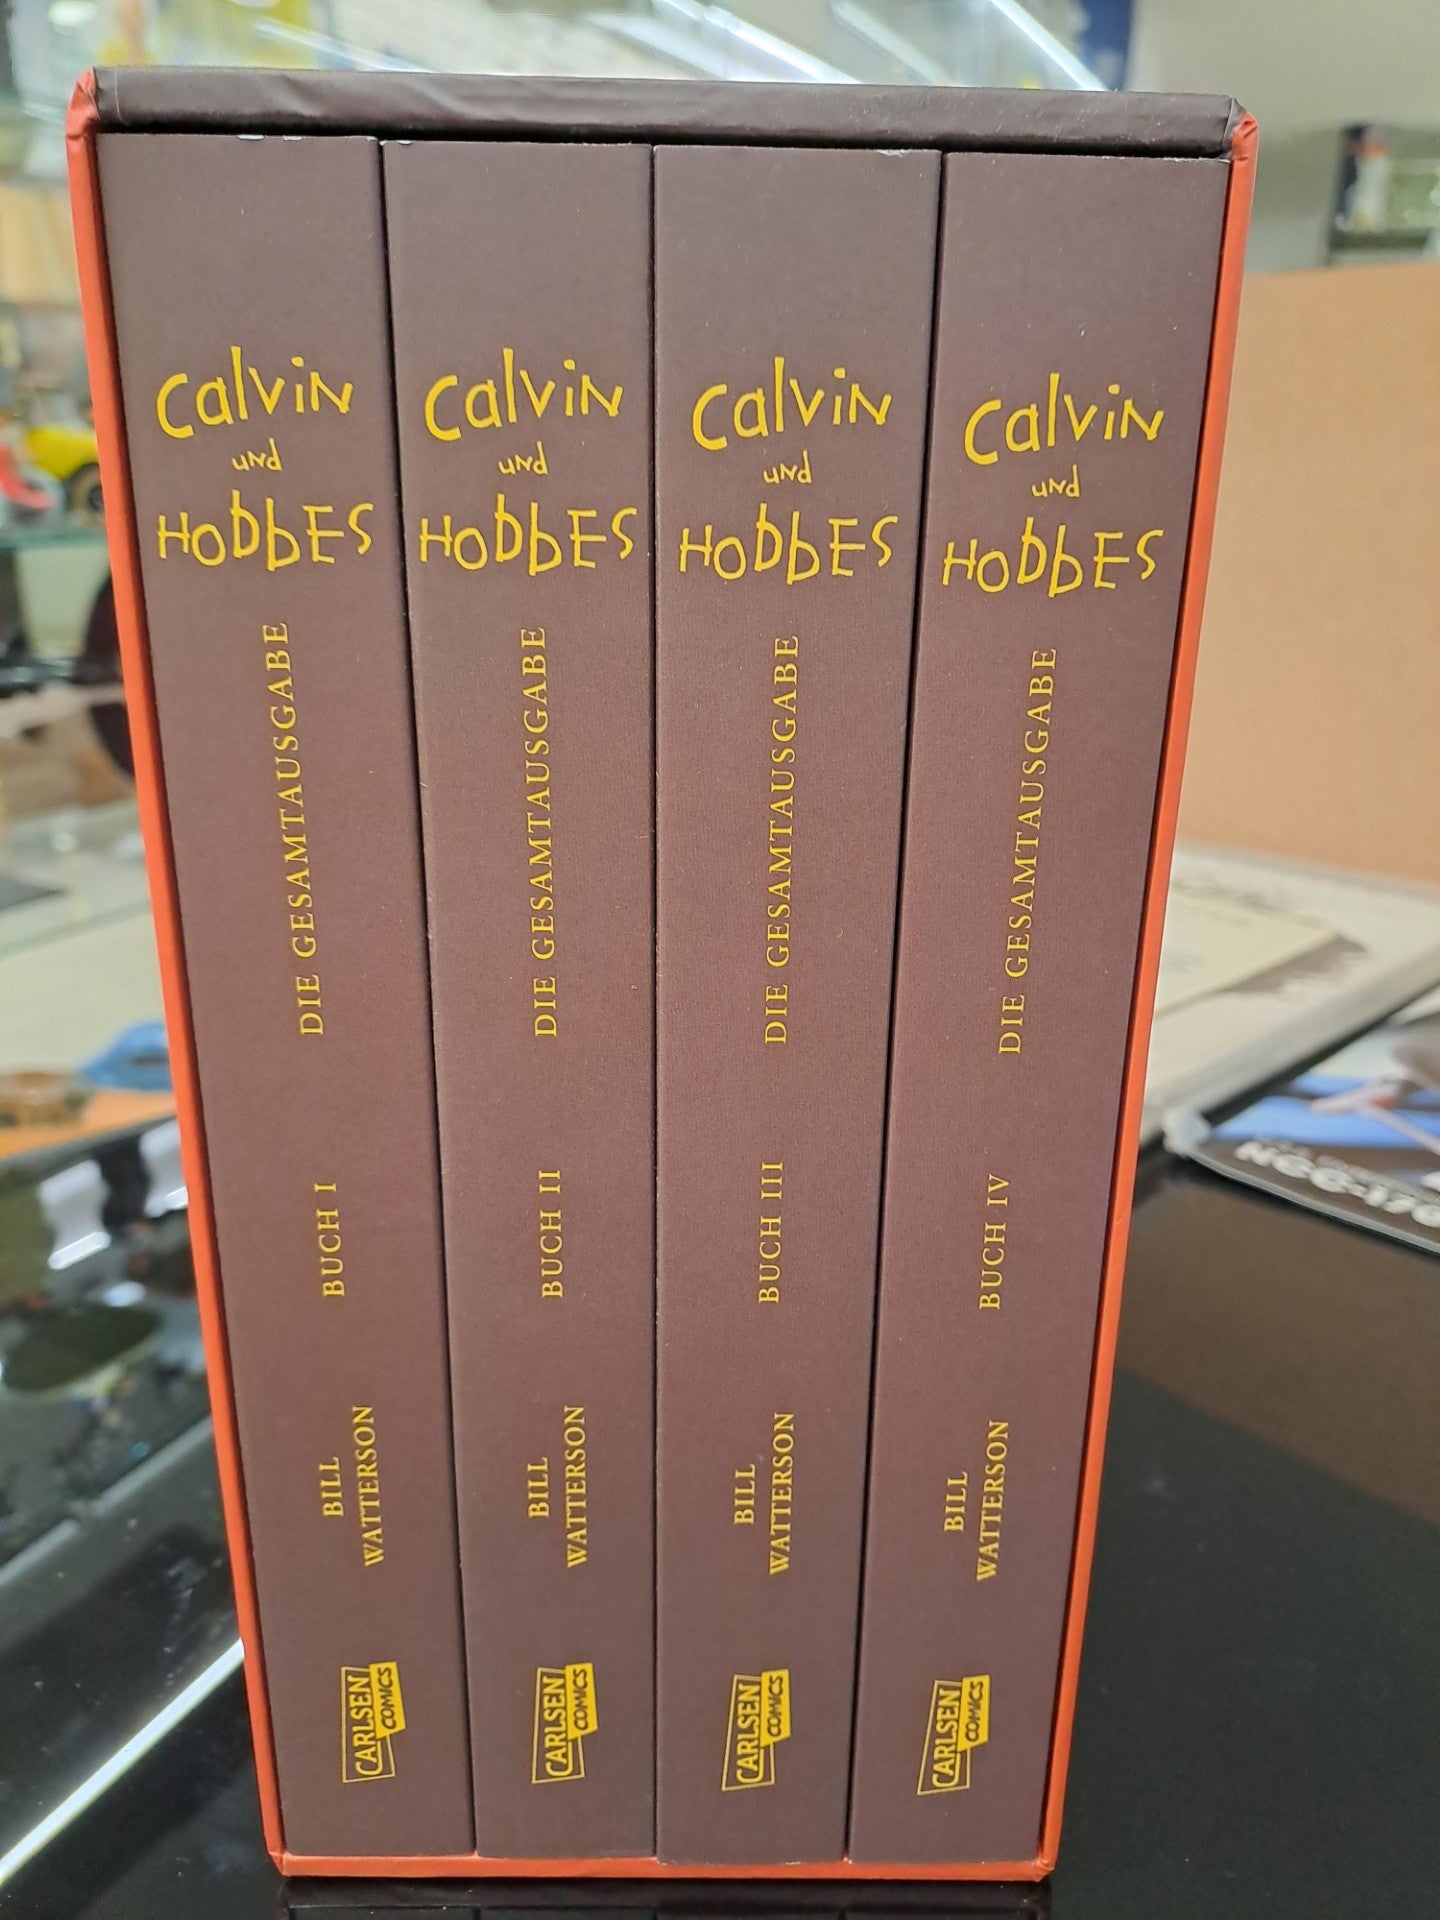 Calvin
und
HobbES
DIE GESAMTAUSGABE
BUCH I
BILL
WATTERSON
CARLSEN
COMICS
Calvin
und
HobbES
DIE GESAMTAUSGABE
BUCH II
BILL
WATTERSON
CARLSEN
COMICS
Calvin
und
HobbES
DIE GESAMTAUSGABE
BUCH III
BILL
WATTERSON
CARLSEN
COMICS
Calvin
und
HobbES
DIE GESAMTAUSGABE
BUCH IV
BILL
WATTERSON
CARLSEN
COMICS